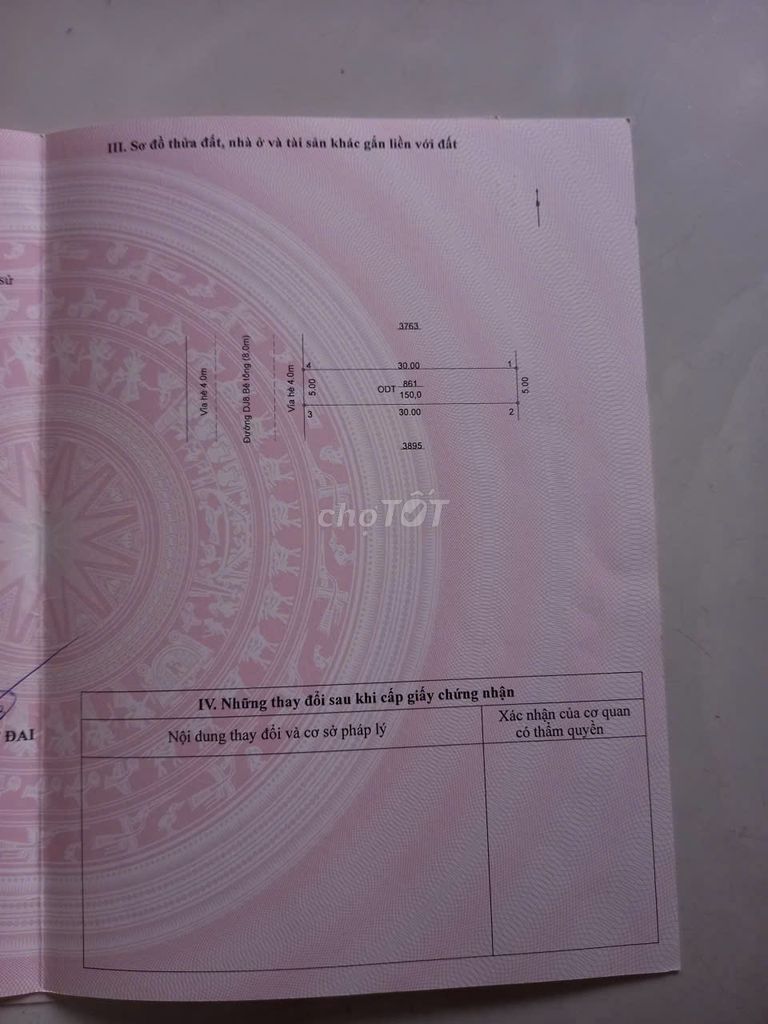 III. Sơ đồ thửa đất, nhà ở và tài sản khác gắn liền với đất
sử
3763
4 30.00 1
Vỉa hè 4.0m Đường DJ8.Bê tông (8.0m) Vỉa hè 4.0m 5.00 ODT 861 5.00
150,0
3 30.00 2
3895
chợTỐT
IV. Những thay đổi sau khi cấp giấy chứng nhận
Nội dung thay đổi và cơ sở pháp lý
Xác nhận của cơ quan
có thẩm quyền
ĐAI